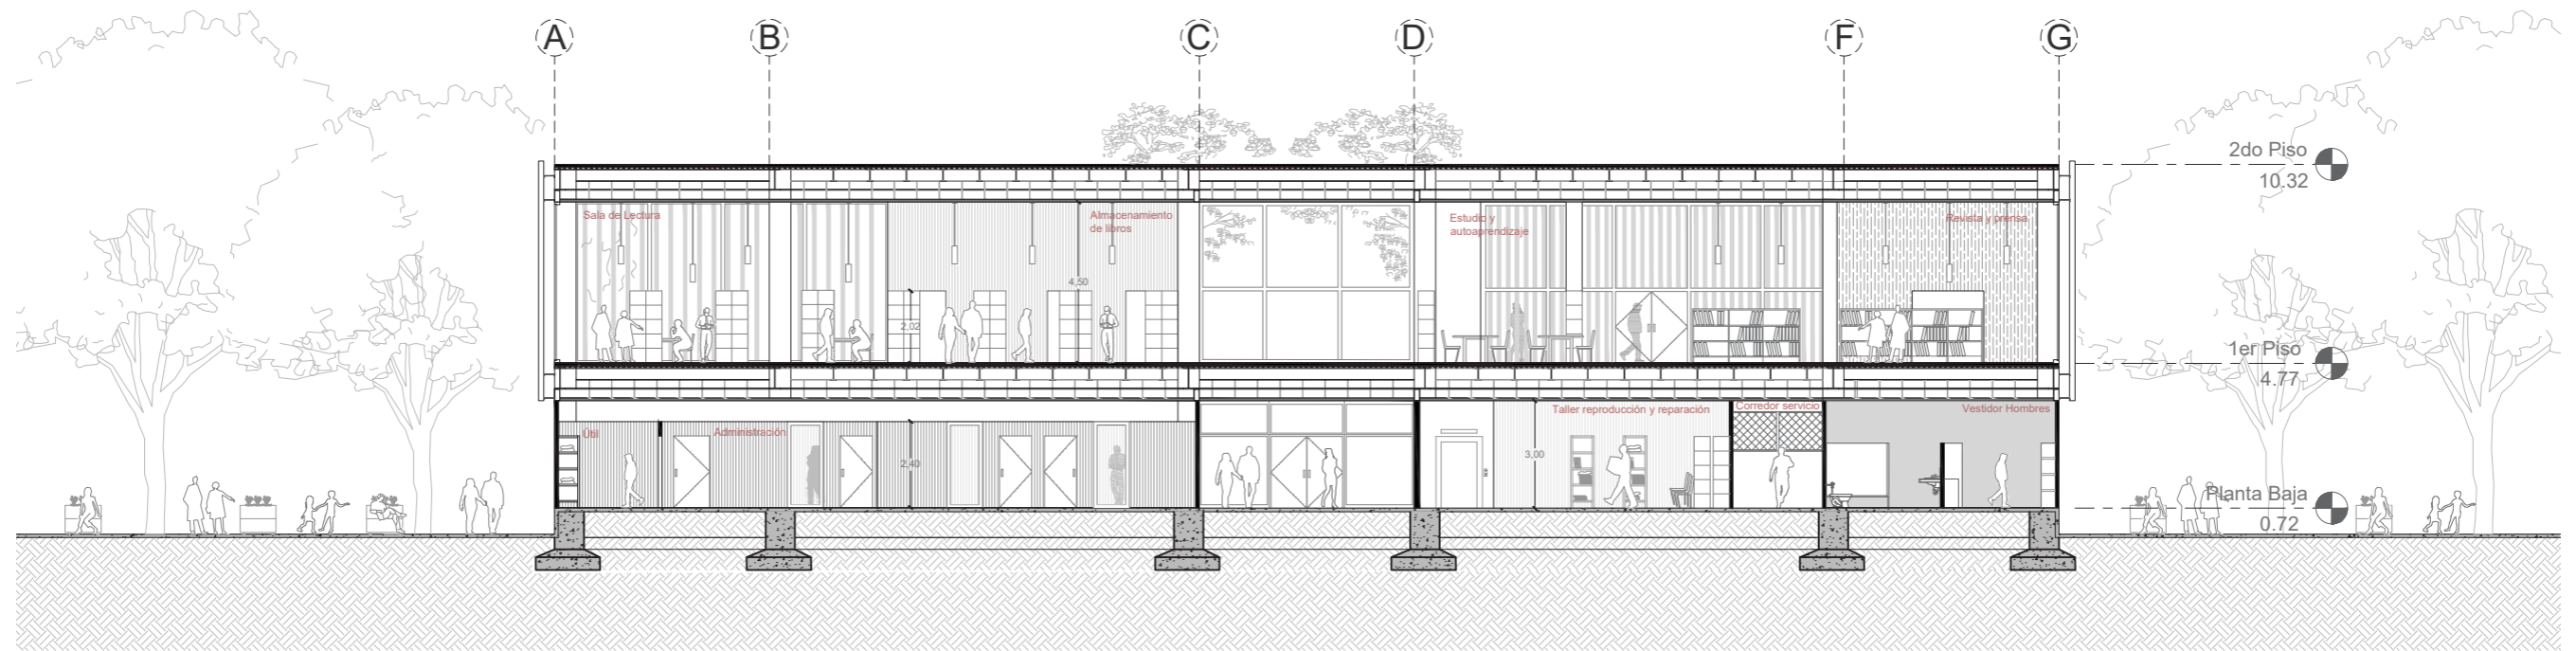 A
B
C
D
F
G
2do Piso
10.32
Sala de Lectura
Almacenamiento
de libros
Estudio y
autoaprendizaje
Revista y prensa
4,50
2,02
1er Piso
4.77
Útil
Administración
2,40
Taller reproducción y reparación
Corredor servicio
Vestidor Hombres
3,00
Planta Baja
0.72